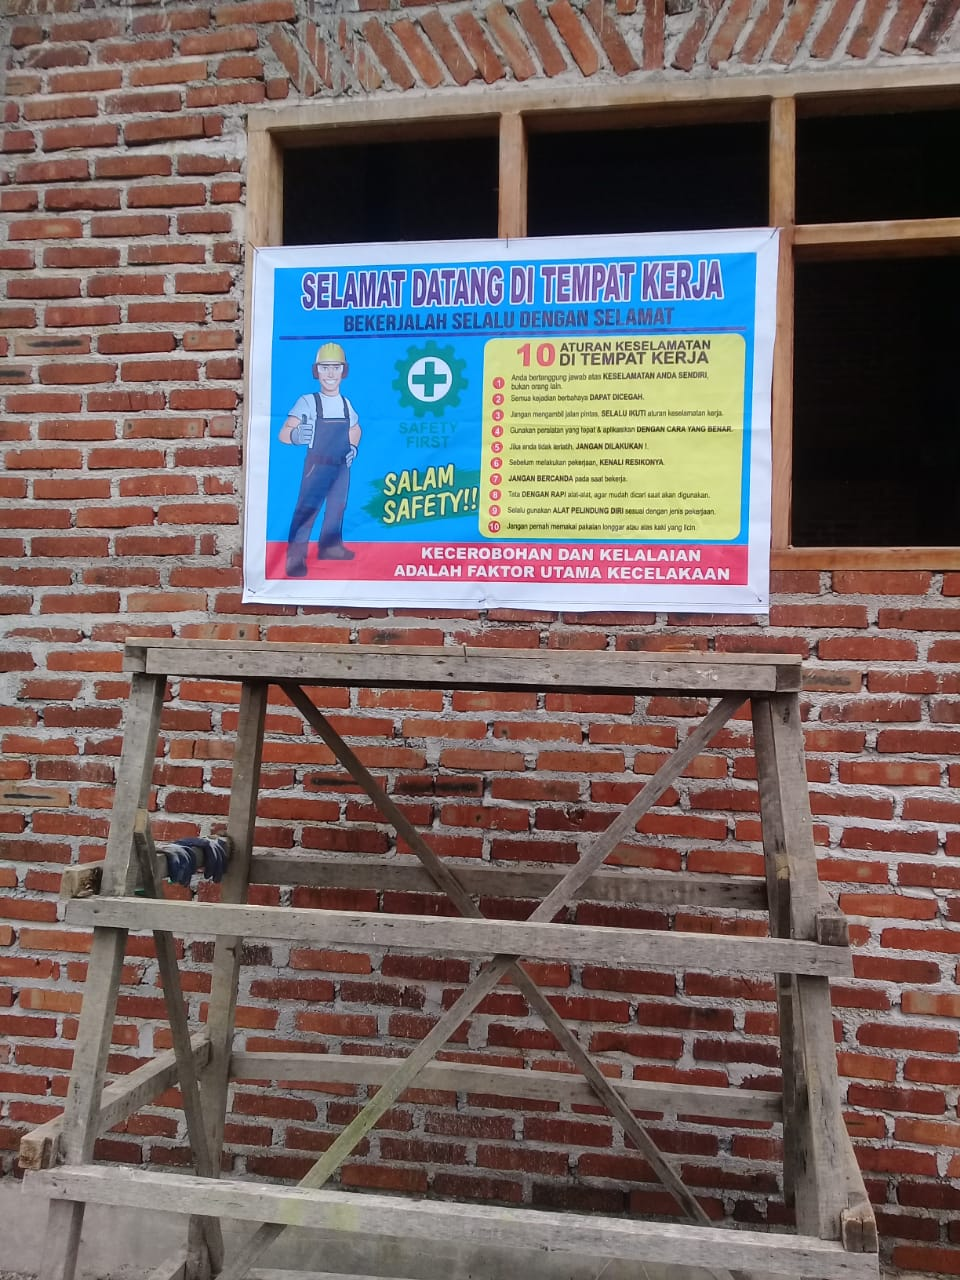 SELAMAT DATANG DI TEMPAT KERJA
BEKERJALAH SELALU DENGAN SELAMAT
SAFETY
FIRST
SALAM
SAFETY!!
10 ATURAN KESELAMATAN
DI TEMPAT KERJA
1 Anda bertanggung jawab atas KESELAMATAN ANDA SENDIRI,
bukan orang lain.
2 Semua kejadian berbahaya DAPAT DICEGAH.
3 Jangan mengambil jalan pintas, SELALU IKUTI aturan keselamatan kerja.
4 Gunakan peralatan yang tepat & aplikasikan DENGAN CARA YANG BENAR.
5 Jika anda tidak terlatih, JANGAN DILAKUKAN !.
6 Sebelum melakukan pekerjaan, KENALI RESIKONYA.
7 JANGAN BERCANDA pada saat bekerja.
8 Tata DENGAN RAPI alat-alat, agar mudah dicari saat akan digunakan.
9 Selalu gunakan ALAT PELINDUNG DIRI sesuai dengan jenis pekerjaan.
10 Jangan pernah memakai pakaian longgar atau alas kaki yang licin.
KECEROBOHAN DAN KELALAIAN
ADALAH FAKTOR UTAMA KECELAKAAN